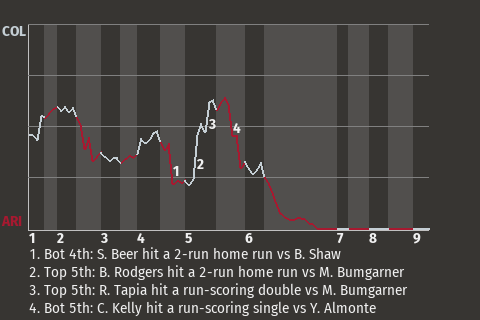 COL
3
4
1
2
ARI
1 2 3 4 5 6 7 8 9
1. Bot 4th: S. Beer hit a 2-run home run vs B. Shaw
2. Top 5th: B. Rodgers hit a 2-run home run vs M. Bumgarner
3. Top 5th: R. Tapia hit a run-scoring double vs M. Bumgarner
4. Bot 5th: C. Kelly hit a run-scoring single vs Y. Almonte